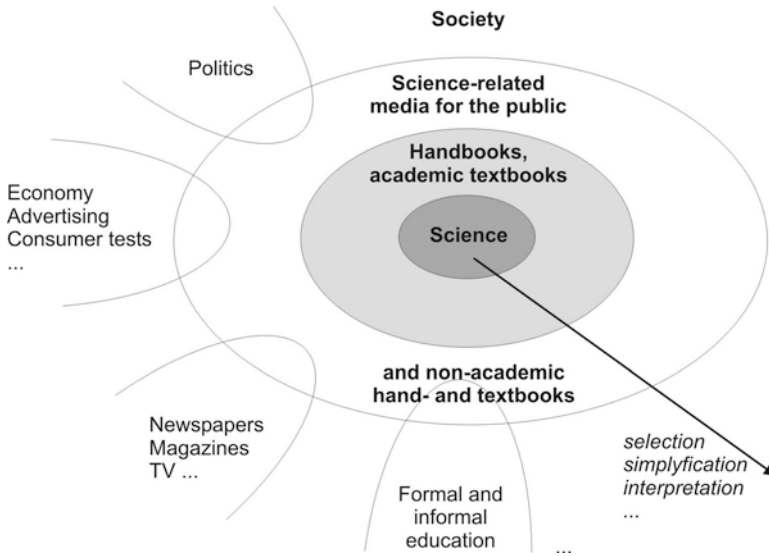 Society
Politics
Science-related
media for the public
Handbooks,
academic textbooks
Economy
Advertising
Consumer tests
...
Science
and non-academic
hand- and textbooks
Newspapers
Magazines
TV ...
selection
simplyfication
interpretation
...
Formal and
informal
education
...